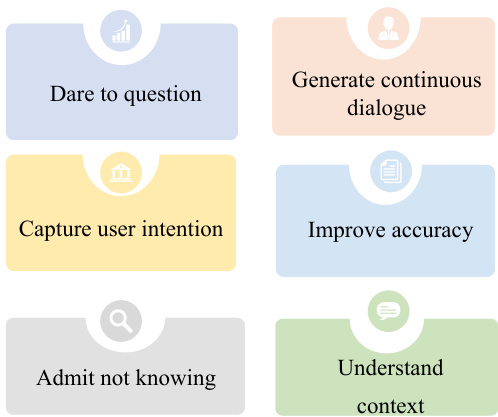 Dare to question
Generate continuous
dialogue
Capture user intention
Improve accuracy
Admit not knowing
Understand
context